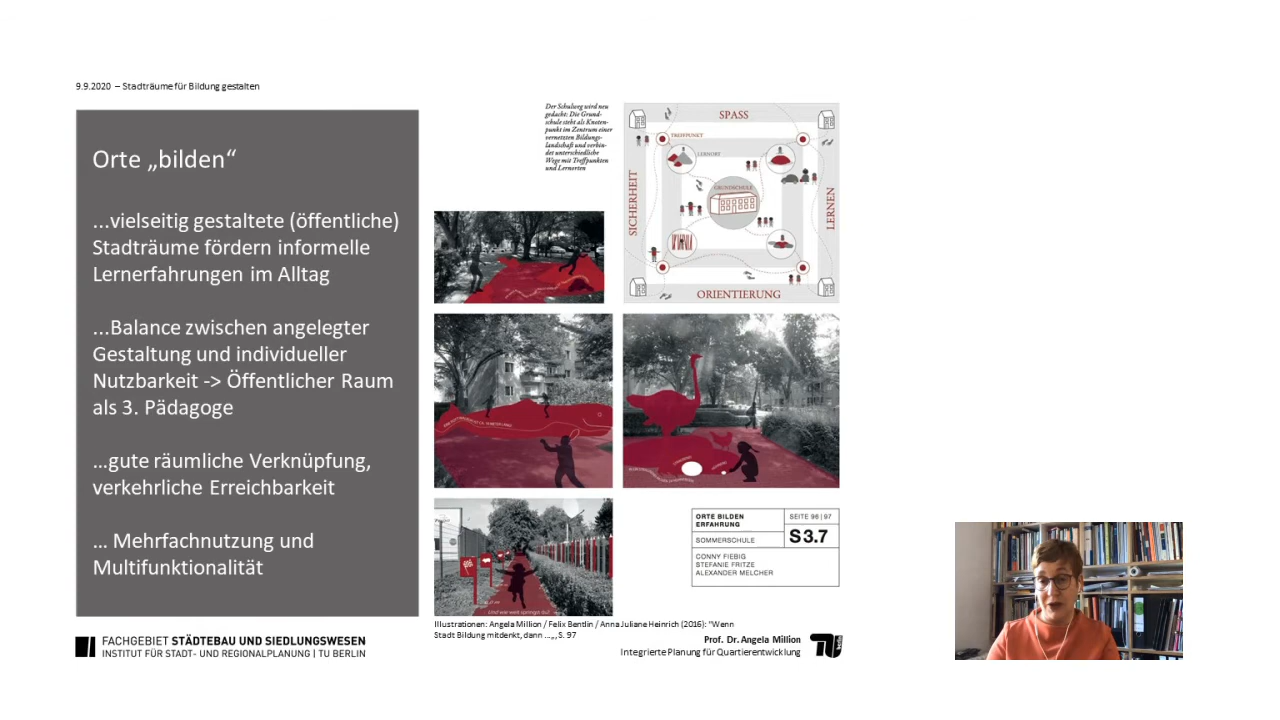 9.9.2020 – Stadträume für Bildung gestalten
Orte „bilden“
...vielseitig gestaltete (öffentliche)
Stadträume fördern informelle
Lernerfahrungen im Alltag
...Balance zwischen angelegter
Gestaltung und individueller
Nutzbarkeit -> Öffentlicher Raum
als 3. Pädagoge
...gute räumliche Verknüpfung,
verkehrliche Erreichbarkeit
... Mehrfachnutzung und
Multifunktionalität
Der Schulweg wird neu
gedacht: Die Grund-
schule steht als Knoten-
punkt im Zentrum einer
vernetzten Bildungs-
landschaft und verbin-
det unterschiedliche
Wege mit Treffpunkten
und Lernorten
SPASS
TREFFPUNKT
LERNORT
GRUNDSCHULE
SICHERHEIT
LERNEN
ORIENTIERUNG
ORTE BILDEN
ERFAHRUNG
SEITE 96|97
SOMMERSCHULE
S3.7
CONNY FIEBIG
STEFANIE FRITZE
ALEXANDER MELCHER
Illustrationen: Angela Million / Felix Bentlin / Anna Juliane Heinrich (2016): "Wenn
Stadt Bildung mitdenkt, dann ...„, S. 97
FACHGEBIET STÄDTEBAU UND SIEDLUNGSWESEN
INSTITUT FÜR STADT- UND REGIONALPLANUNG | TU BERLIN
Prof. Dr. Angela Million
Integrierte Planung für Quartierentwicklung